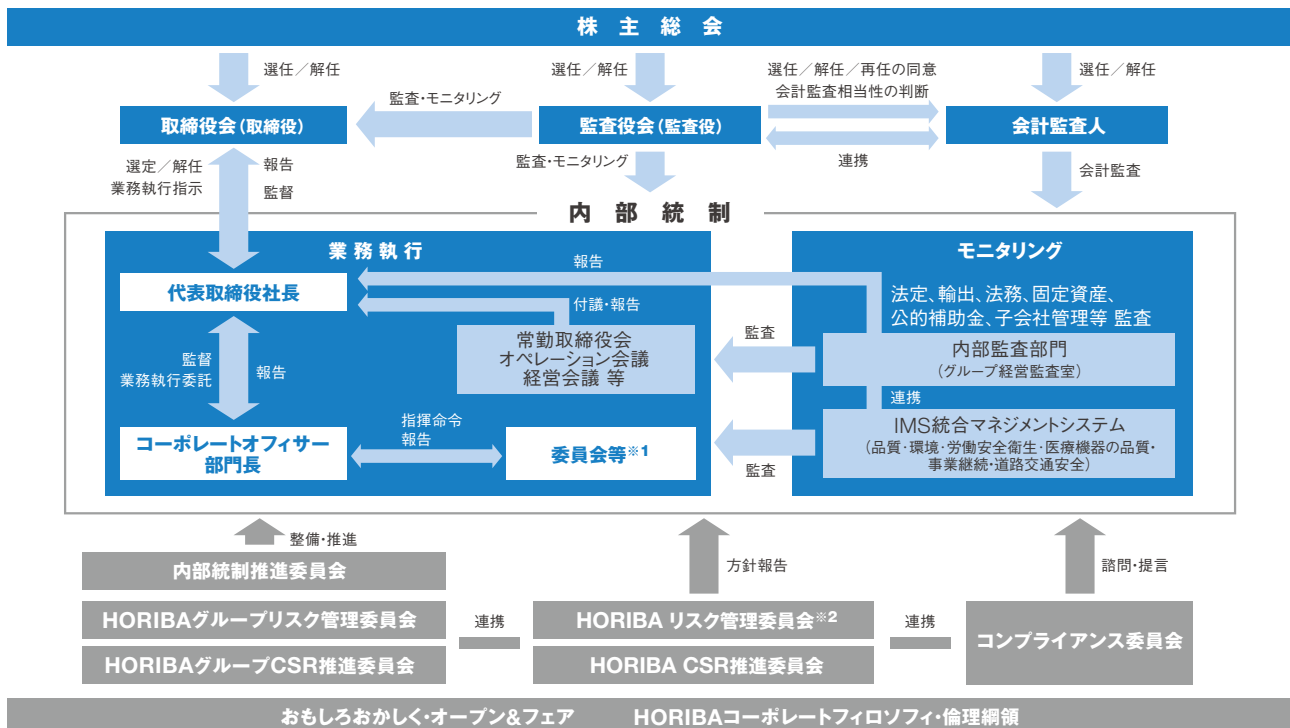 株主総会
選任／解任
選任／解任
選任／解任／再任の同意
会計監査相当性の判断
選任／解任
監査・モニタリング
取締役会（取締役）
監査役会（監査役）
会計監査人
連携
選定／解任
業務執行指示
報告
監督
監査・モニタリング
会計監査
内部統制
業務執行
モニタリング
報告
代表取締役社長
付議・報告
法定、輸出、法務、固定資産、
公的補助金、子会社管理等 監査
常勤取締役会
オペレーション会議
経営会議 等
監査
内部監査部門
（グループ経営監査室）
監督
業務執行委託
報告
連携
指揮命令
報告
コーポレートオフィサー
部門長
委員会等※1
監査
IMS統合マネジメントシステム
（品質・環境・労働安全衛生・医療機器の品質・
事業継続・道路交通安全）
整備・推進
方針報告
諮問・提言
内部統制推進委員会
HORIBAグループリスク管理委員会
連携
HORIBA リスク管理委員会※2
連携
コンプライアンス委員会
HORIBAグループCSR推進委員会
HORIBA CSR推進委員会
おもしろおかしく・オープン&フェア HORIBAコーポレートフィロソフィ・倫理綱領